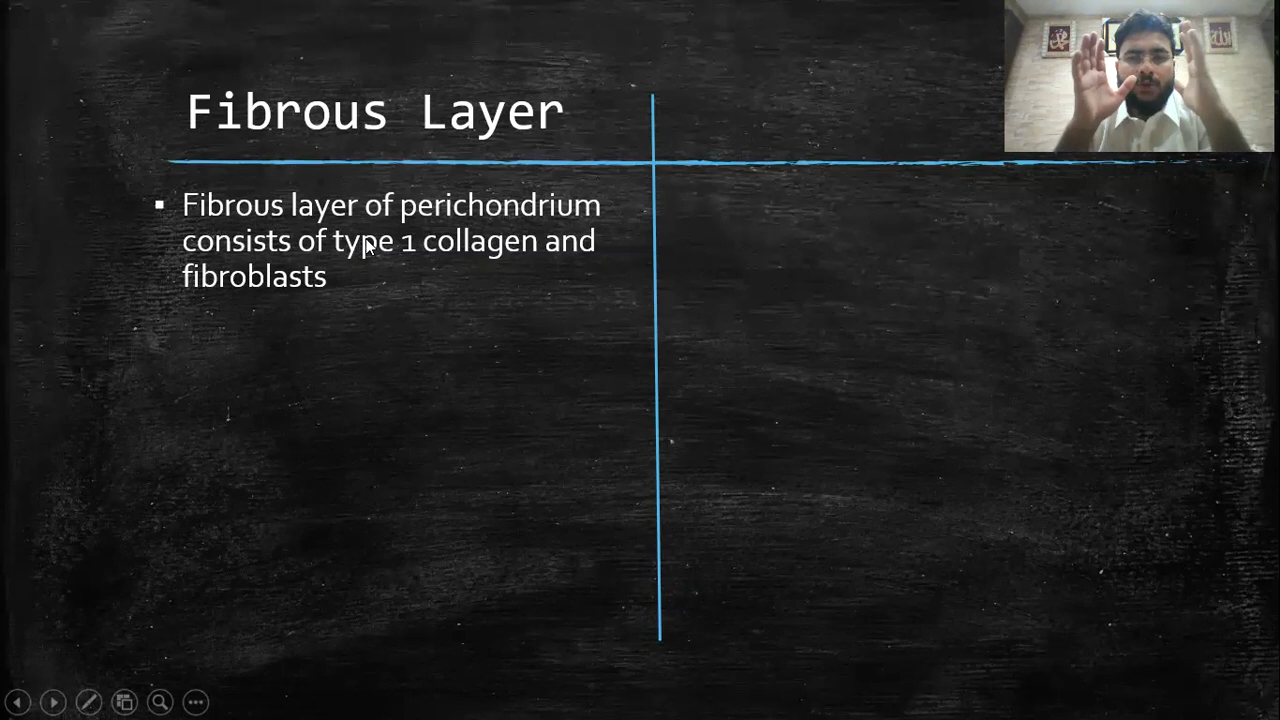 Fibrous Layer
▪ Fibrous layer of perichondrium
consists of type 1 collagen and
fibroblasts